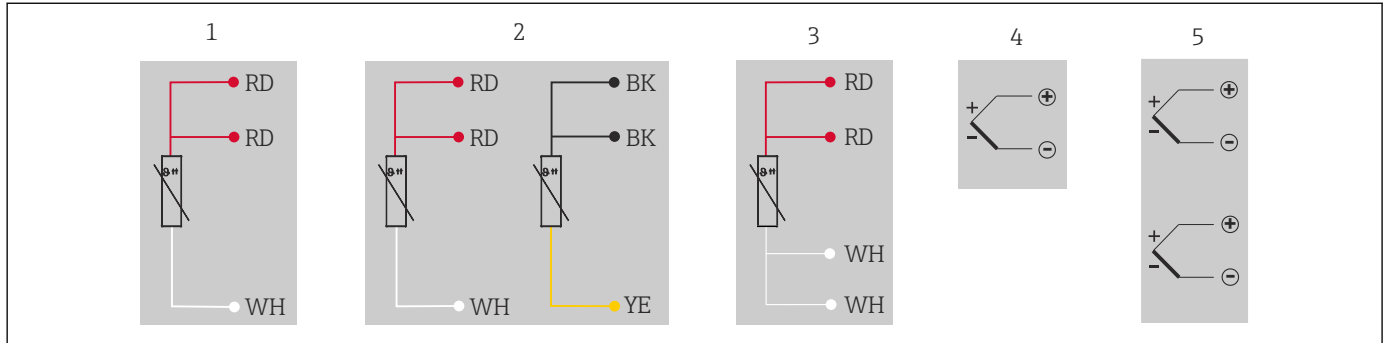 1 2 3 4 5
RD RD BK RD + +
RD RD BK RD + - - + -
ϑ ϑ ϑ ϑ
WH + +
WH WH YE WH - -